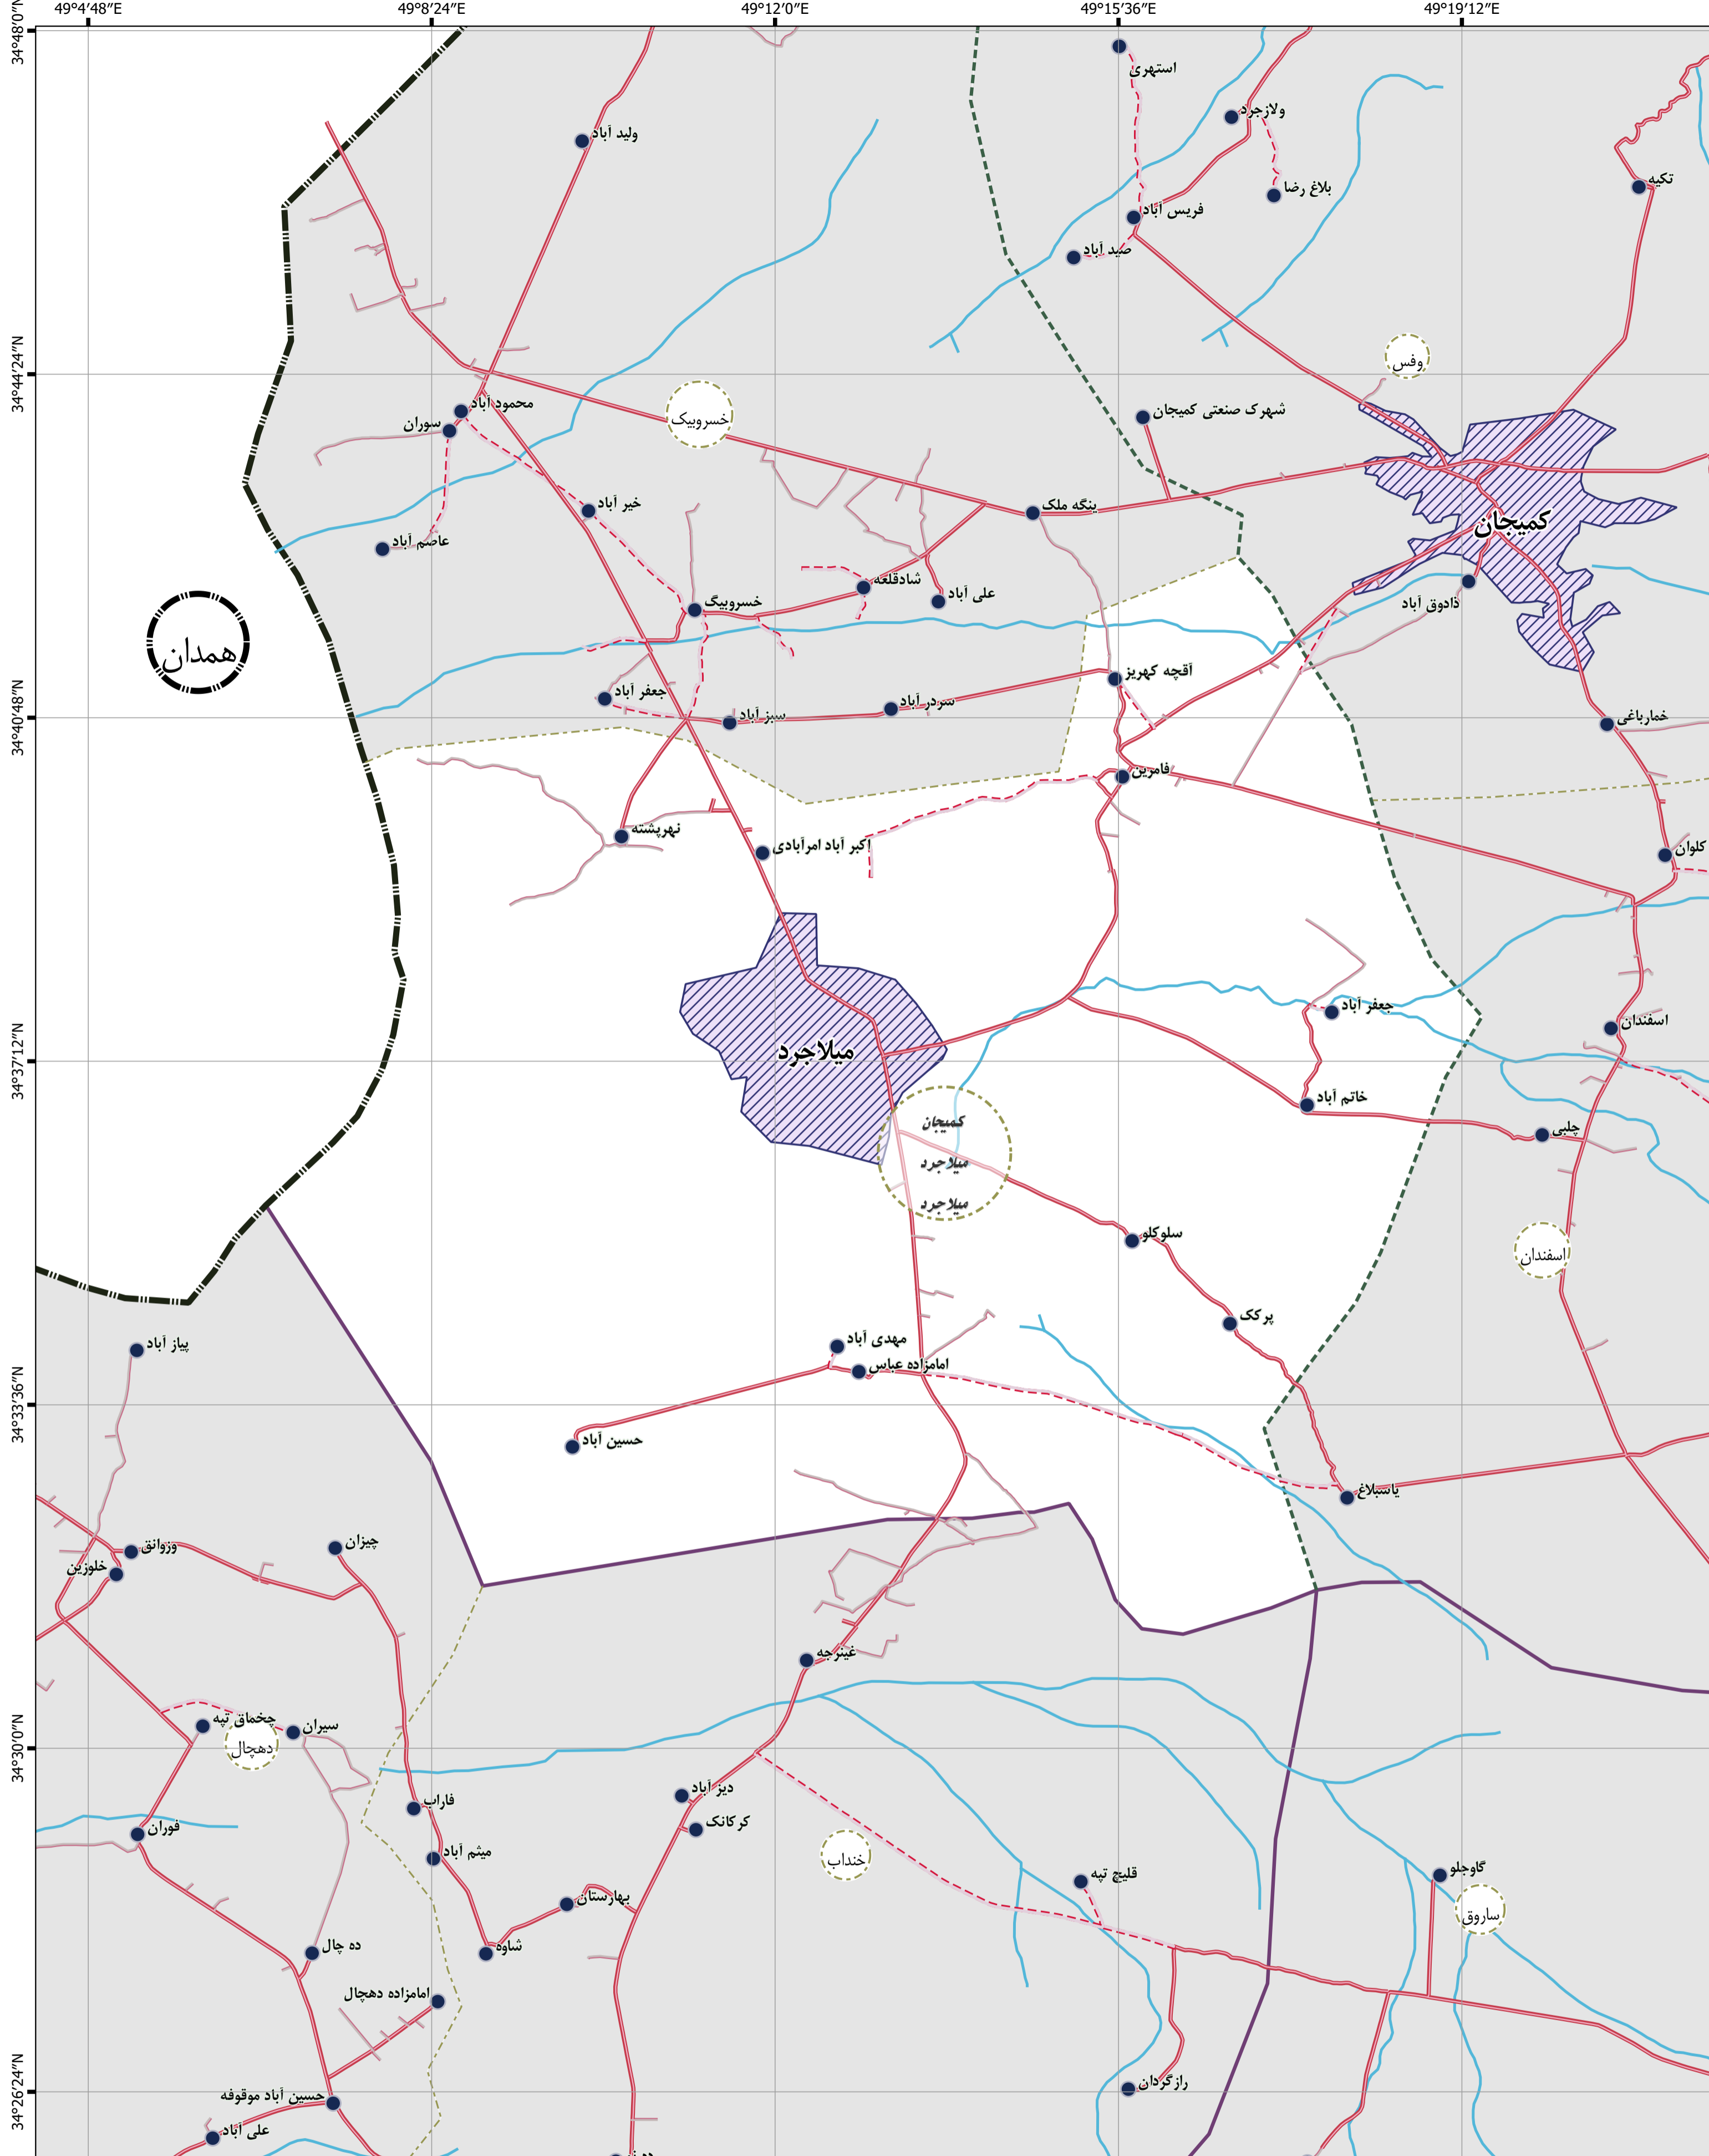 49°4'48"E 49°8'24"E 49°12'0"E 49°15'36"E 49°19'12"E
34°48'0"N
استهری
ولازجرد
ولید آباد
تکیه
بلاغ رضا
فریس آباد
صید آباد
وفس
34°44'24"N
محمود آباد
شهرک صنعتی کمیجان
خسروبیک
سوران
خیر آباد
ینگه ملک
کمیجان
عاصم آباد
شادقلعه
علی آباد
خسروبیگ
دادوق آباد
همدان
آقچه کهریز
جعفر آباد
سردر آباد
سبز آباد
خمارباغی
34°40'48"N
فامرین
نهرپشته
اکبر آباد امرآبادی
کلوان
جعفر آباد
اسفندان
میلاجرد
34°37'12"N
خاتم آباد
کمیجان
چلبی
میلاجرد
میلاجرد
سلوکلو
اسفندان
پرکک
مهدی آباد
پیاز آباد
امامزاده عباس
34°33'36"N
حسین آباد
یاسبلاغ
چیزان
وزوانق
خلوزین
غینرجه
چخماق تپه
سیران
دهچال
34°30'0"N
دیز آباد
فاراب
کرکانک
فوران
میثم آباد
خنداب
گاوجلو
قلیچ تپه
بهارستان
ساروق
شاوه
ده چال
امامزاده دهچال
رازگردان
34°26'24"N
حسین آباد موقوفه
علی آباد